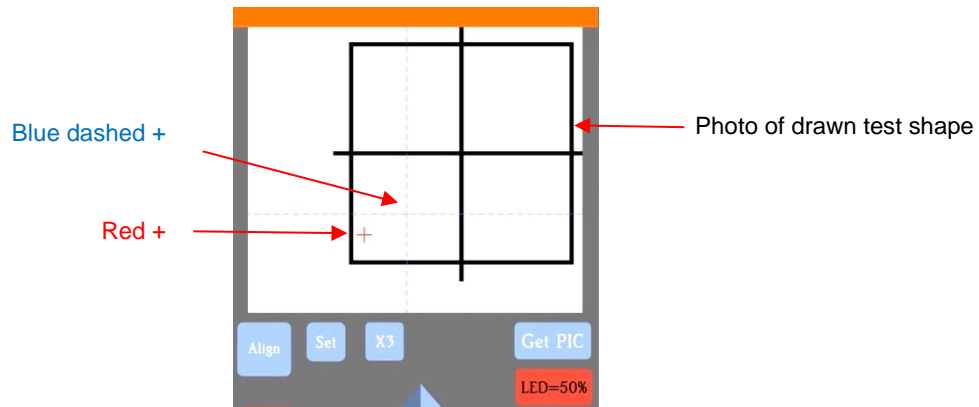 Blue dashed +
Photo of drawn test shape
Red +
Align
Set
X3
Get PIC
LED=50%